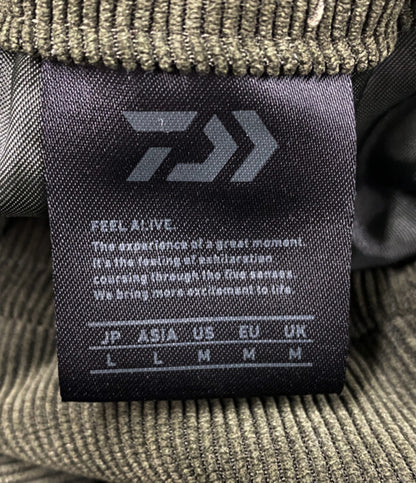 FEEL ALIVE.
The experience of a great moment.
It's the feeling of exhilaration
coursing through the five senses.
We bring more excitement to life.
JP ASIA US EU UK
L L M M M